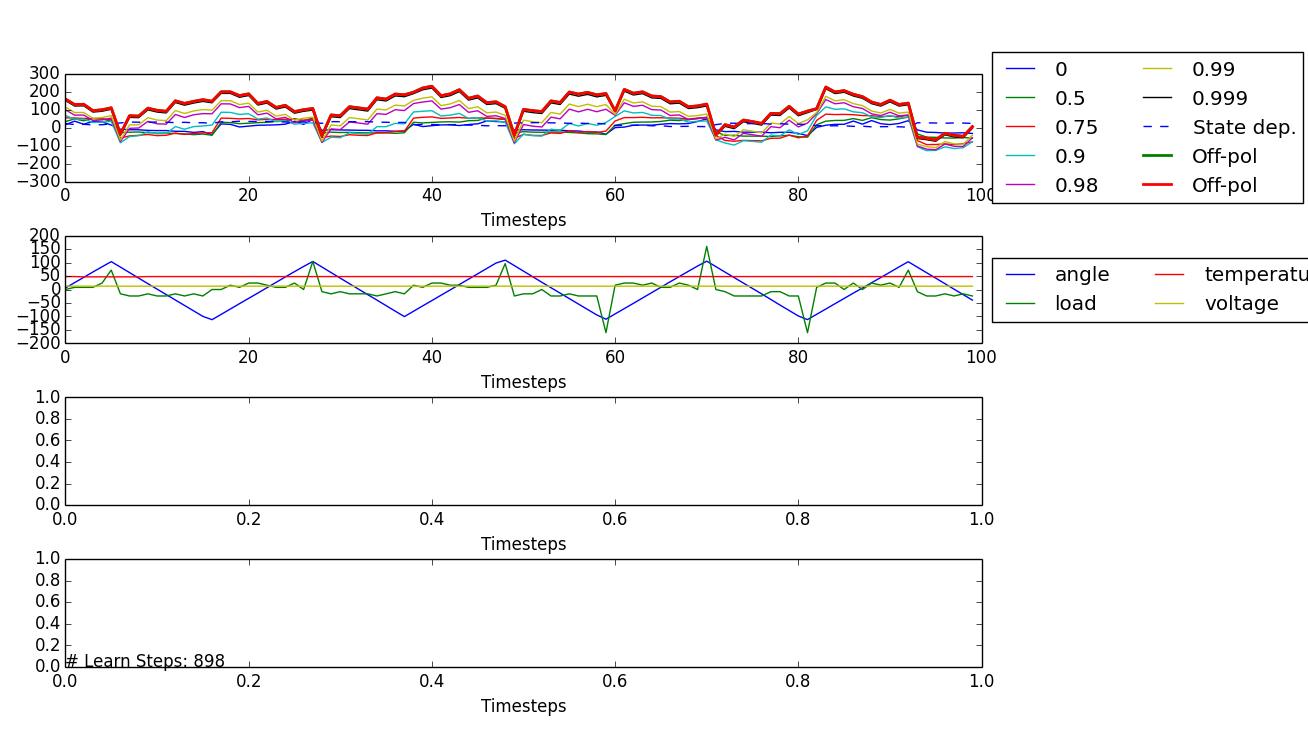 300
200
100
0
−100
−200
−300
0 20 40 60 80 100
Timesteps
0 0.99
0.5 0.999
0.75 State dep.
0.9 Off-pol
0.98 Off-pol
200
150
100
50
0
−50
−100
−150
−200
0 20 40 60 80 100
Timesteps
angle temperatu
load voltage
1.0
0.8
0.6
0.4
0.2
0.0
0.0 0.2 0.4 0.6 0.8 1.0
Timesteps
1.0
0.8
0.6
0.4
0.2
0.0
# Learn Steps: 898
0.0 0.2 0.4 0.6 0.8 1.0
Timesteps